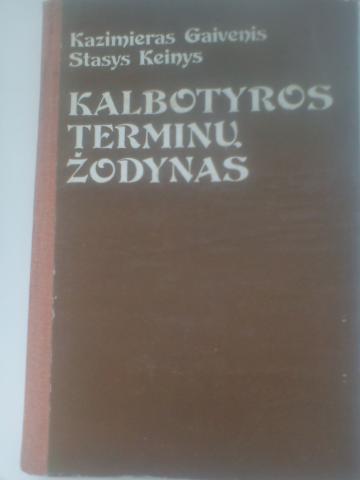 Kazimieras Gaivenis
Stasys Keinys
KALBOTYROS
TERMINŲ
ŽODYNAS